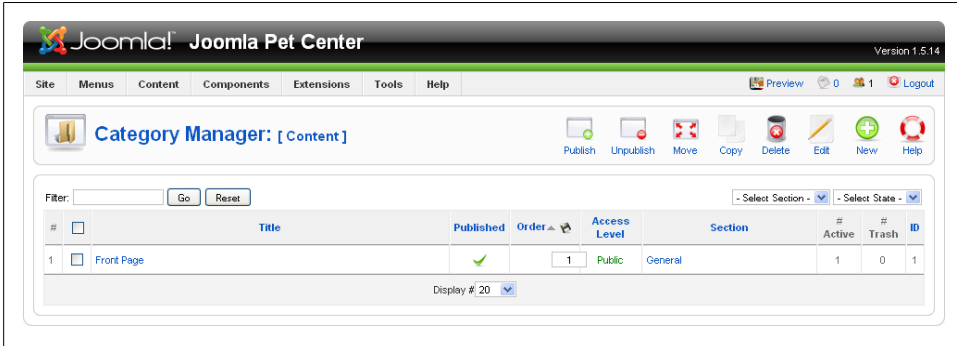 Joomla! Joomla Pet Center
Version 1.5.14
Site Menus Content Components Extensions Tools Help Preview 0 1 Logout
Category Manager: [ Content ]
Publish Unpublish Move Copy Delete Edit New Help
Filter: Go Reset - Select Section - - Select State -
# Title Published Order Access Level Section # Active # Trash ID
1 Front Page 1 Public General 1 0 1
Display # 20